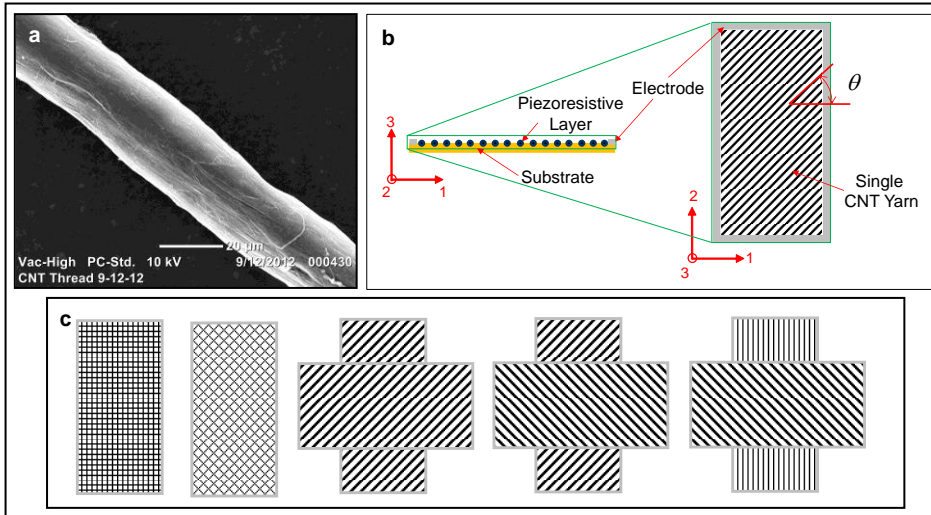 a
20 μm
Vac-High PC-Std. 10 kV 9/12/2012 000430
CNT Thread 9-12-12
b
Electrode
Piezoresistive
Layer
3
Substrate
2
1
θ
Single
CNT Yarn
2
3
1
c